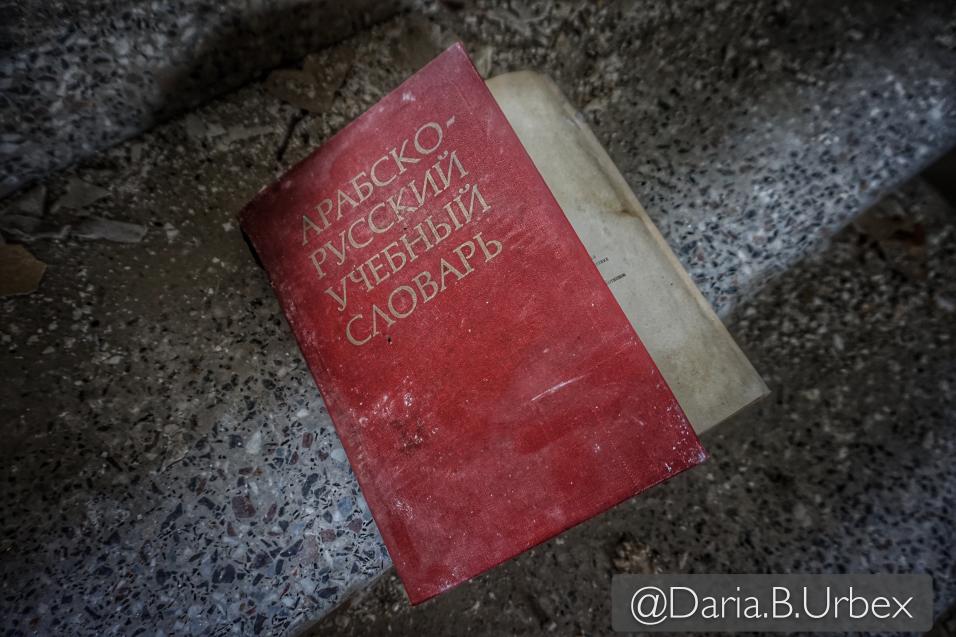 АРАБСКО-
РУССКИЙ
УЧЕБНЫЙ
СЛОВАРЬ
@Daria.B.Urbex